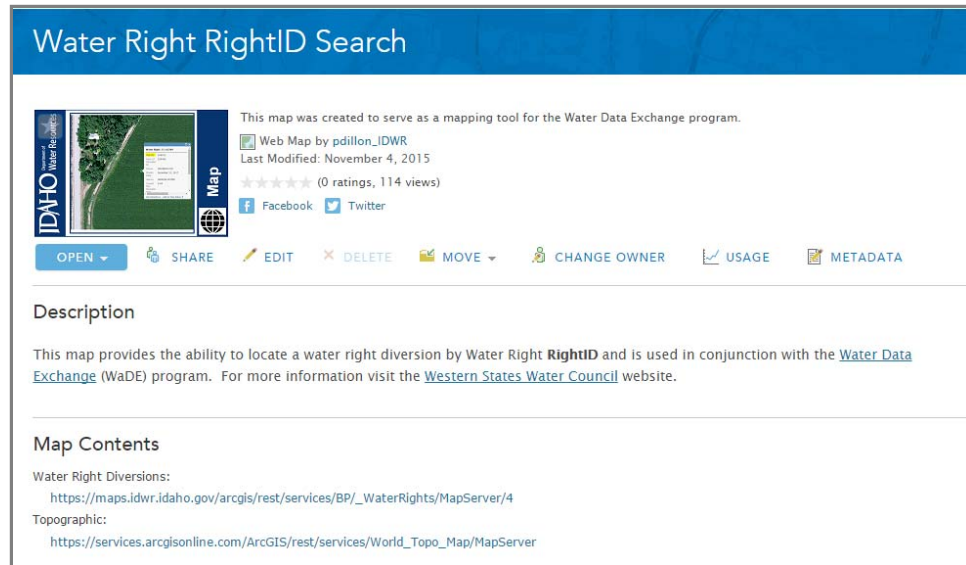 Water Right RightID Search
This map was created to serve as a mapping tool for the Water Data Exchange program.
Web Map by pdillon_IDWR
Last Modified: November 4, 2015
(0 ratings, 114 views)
Facebook Twitter
IDAHO Department of Water Resources
Map
OPEN SHARE EDIT DELETE MOVE CHANGE OWNER USAGE METADATA
Description
This map provides the ability to locate a water right diversion by Water Right RightID and is used in conjunction with the Water Data
Exchange (WaDE) program. For more information visit the Western States Water Council website.
Map Contents
Water Right Diversions:
https://maps.idwr.idaho.gov/arcgis/rest/services/BP/_WaterRights/MapServer/4
Topographic:
https://services.arcgisonline.com/ArcGIS/rest/services/World_Topo_Map/MapServer